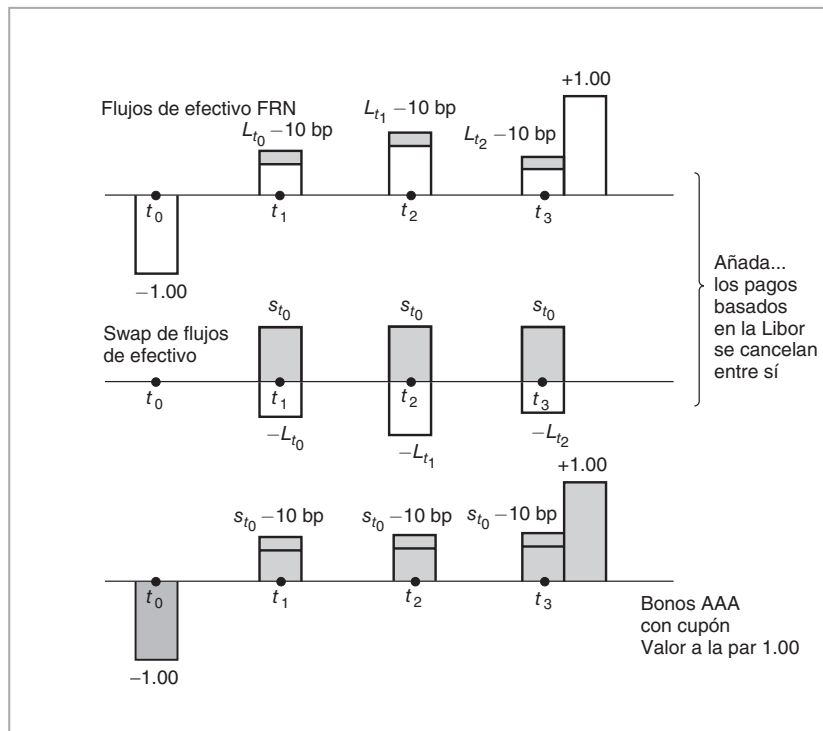 +1.00
Flujos de efectivo FRN
L_{t_0} −10 bp
L_{t_1} −10 bp
L_{t_2} −10 bp
t_0
t_1
t_2
t_3
−1.00
Añada...
los pagos
basados
en la Libor
se cancelan
entre sí
s_{t_0}
s_{t_0}
s_{t_0}
Swap de flujos
de efectivo
t_0
t_1
t_2
t_3
−L_{t_0}
−L_{t_1}
−L_{t_2}
+1.00
s_{t_0} −10 bp
s_{t_0} −10 bp
s_{t_0} −10 bp
t_0
t_1
t_2
t_3
−1.00
Bonos AAA
con cupón
Valor a la par 1.00